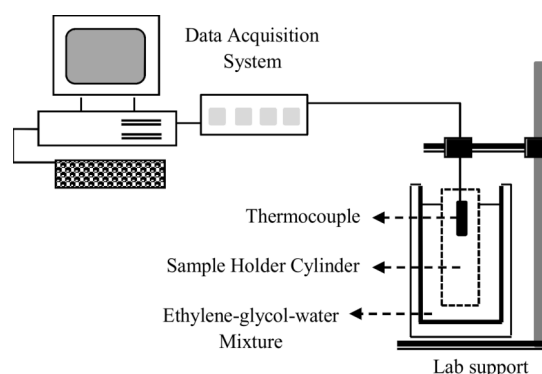 Data Acquisition
System
Thermocouple
Sample Holder Cylinder
Ethylene-glycol-water
Mixture
Lab support